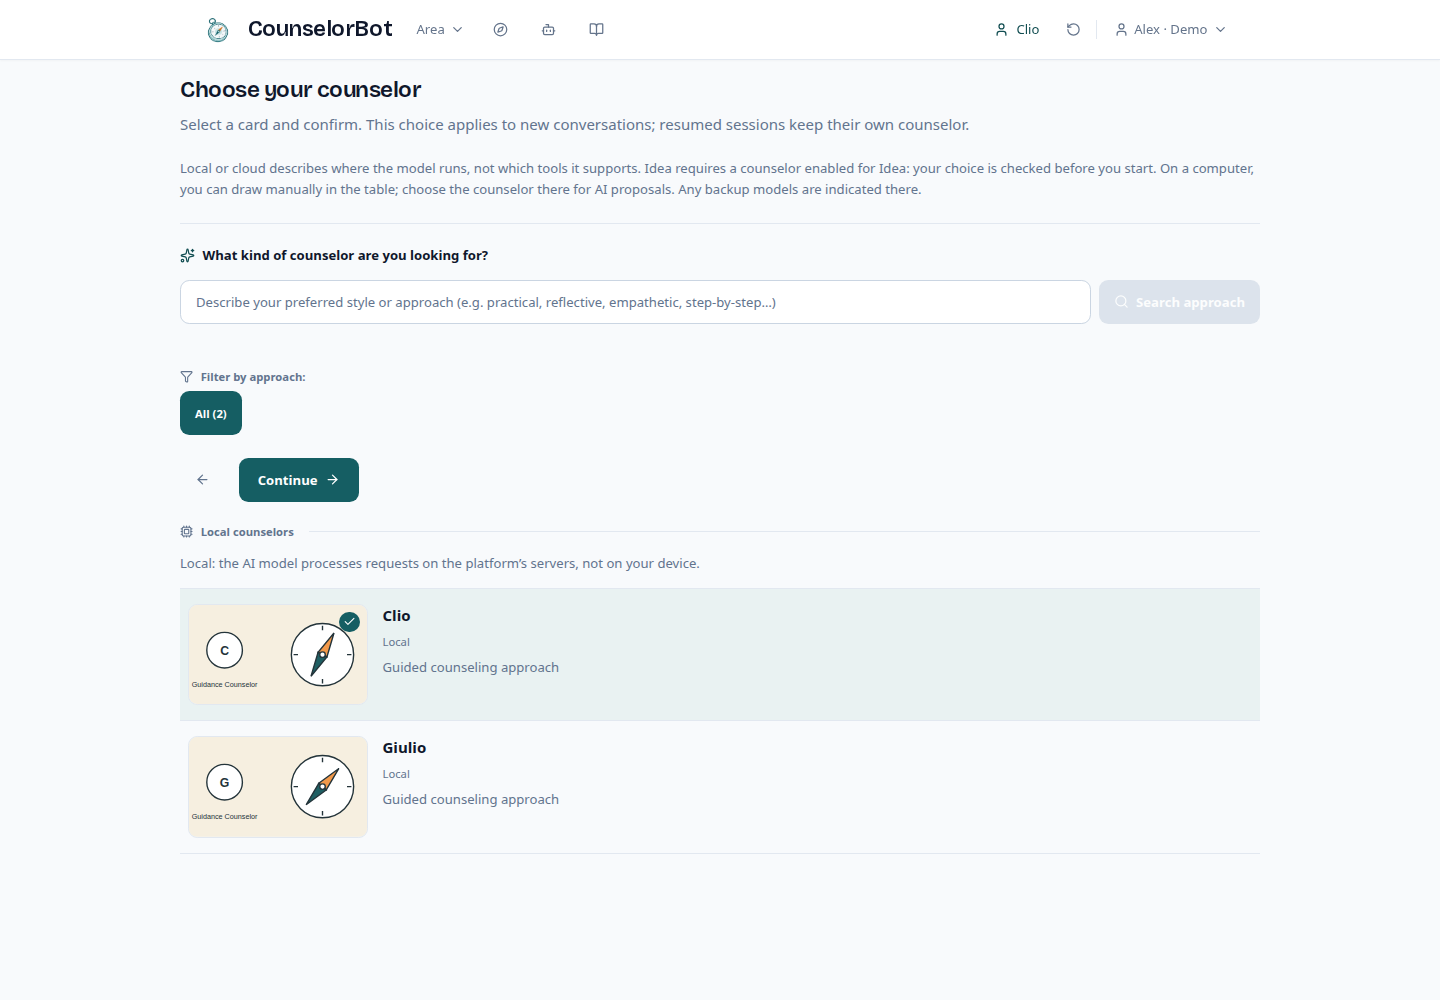 CounselorBot
Area
Clio
Alex · Demo
Choose your counselor
Select a card and confirm. This choice applies to new conversations; resumed sessions keep their own counselor.
Local or cloud describes where the model runs, not which tools it supports. Idea requires a counselor enabled for Idea: your choice is checked before you start. On a computer,
you can draw manually in the table; choose the counselor there for AI proposals. Any backup models are indicated there.
What kind of counselor are you looking for?
Describe your preferred style or approach (e.g. practical, reflective, empathetic, step-by-step...)
Search approach
Filter by approach:
All (2)
Continue
Local counselors
Local: the AI model processes requests on the platform’s servers, not on your device.
C
Guidance Counselor
Clio
Local
Guided counseling approach
G
Guidance Counselor
Giulio
Local
Guided counseling approach